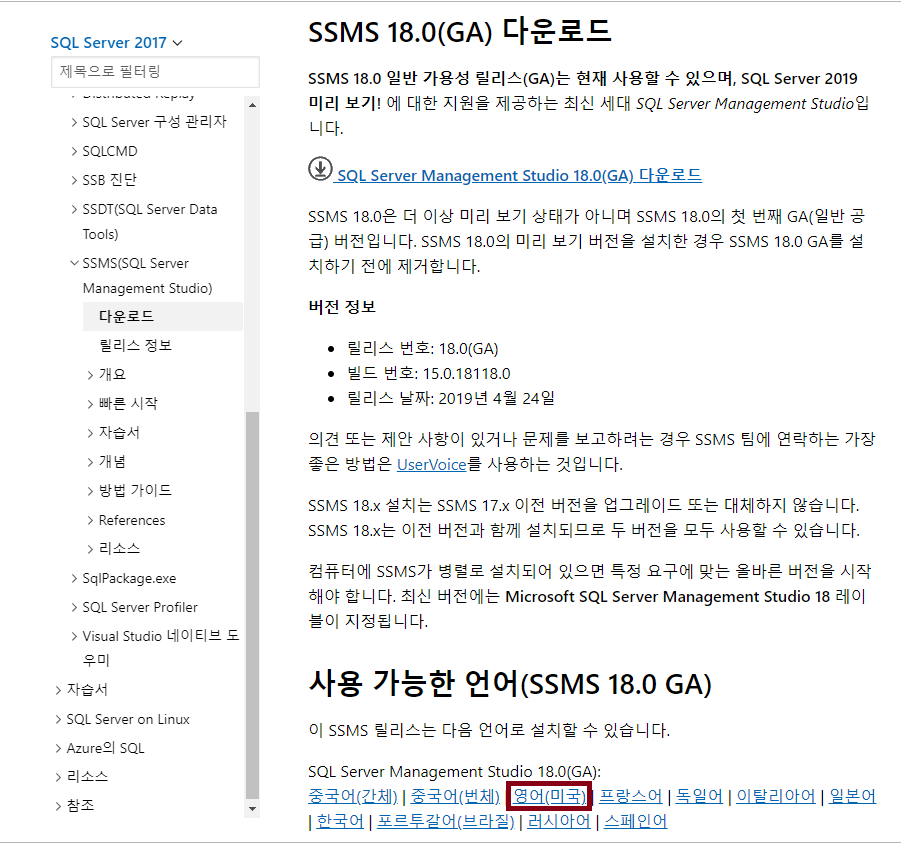 SQL Server 2017
제목으로 필터링
Distributed Replay
SQL Server 구성 관리자
SQLCMD
SSB 진단
SSDT(SQL Server Data
Tools)
SSMS(SQL Server
Management Studio)
다운로드
릴리스 정보
개요
빠른 시작
자습서
개념
방법 가이드
References
리소스
SqlPackage.exe
SQL Server Profiler
Visual Studio 네이티브 도
우미
자습서
SQL Server on Linux
Azure의 SQL
리소스
참조
SSMS 18.0(GA) 다운로드
SSMS 18.0 일반 가용성 릴리스(GA)는 현재 사용할 수 있으며, SQL Server 2019
미리 보기! 에 대한 지원을 제공하는 최신 세대 SQL Server Management Studio입
니다.
SQL Server Management Studio 18.0(GA) 다운로드
SSMS 18.0은 더 이상 미리 보기 상태가 아니며 SSMS 18.0의 첫 번째 GA(일반 공
급) 버전입니다. SSMS 18.0의 미리 보기 버전을 설치한 경우 SSMS 18.0 GA를 설
치하기 전에 제거합니다.
버전 정보
• 릴리스 번호: 18.0(GA)
• 빌드 번호: 15.0.18118.0
• 릴리스 날짜: 2019년 4월 24일
의견 또는 제안 사항이 있거나 문제를 보고하려는 경우 SSMS 팀에 연락하는 가장
좋은 방법은 UserVoice를 사용하는 것입니다.
SSMS 18.x 설치는 SSMS 17.x 이전 버전을 업그레이드 또는 대체하지 않습니다.
SSMS 18.x는 이전 버전과 함께 설치되므로 두 버전을 모두 사용할 수 있습니다.
컴퓨터에 SSMS가 병렬로 설치되어 있으면 특정 요구에 맞는 올바른 버전을 시작
해야 합니다. 최신 버전에는 Microsoft SQL Server Management Studio 18 레이
블이 지정됩니다.
사용 가능한 언어(SSMS 18.0 GA)
이 SSMS 릴리스는 다음 언어로 설치할 수 있습니다.
SQL Server Management Studio 18.0(GA):
중국어(간체) | 중국어(번체) | 영어(미국) | 프랑스어 | 독일어 | 이탈리아어 | 일본어
| 한국어 | 포르투갈어(브라질) | 러시아어 | 스페인어